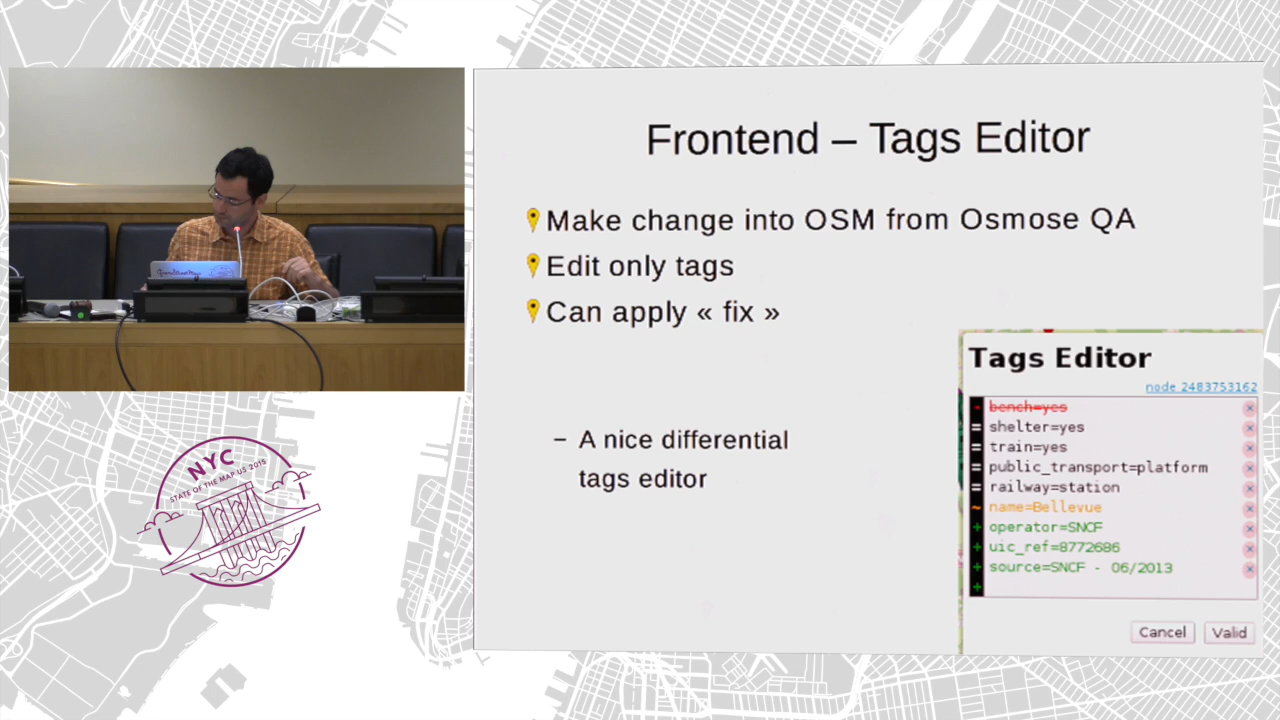 Frontend – Tags Editor
Make change into OSM from Osmose QA
Edit only tags
Can apply « fix »
– A nice differential
tags editor
Tags Editor
node 2483753162
- bench=yes
= shelter=yes
= train=yes
= public_transport=platform
= railway=station
~ name=Bellevue
+ operator=SNCF
+ uic_ref=8772686
+ source=SNCF - 06/2013
+
Cancel Valid
NYC
STATE OF THE MAP US 2015